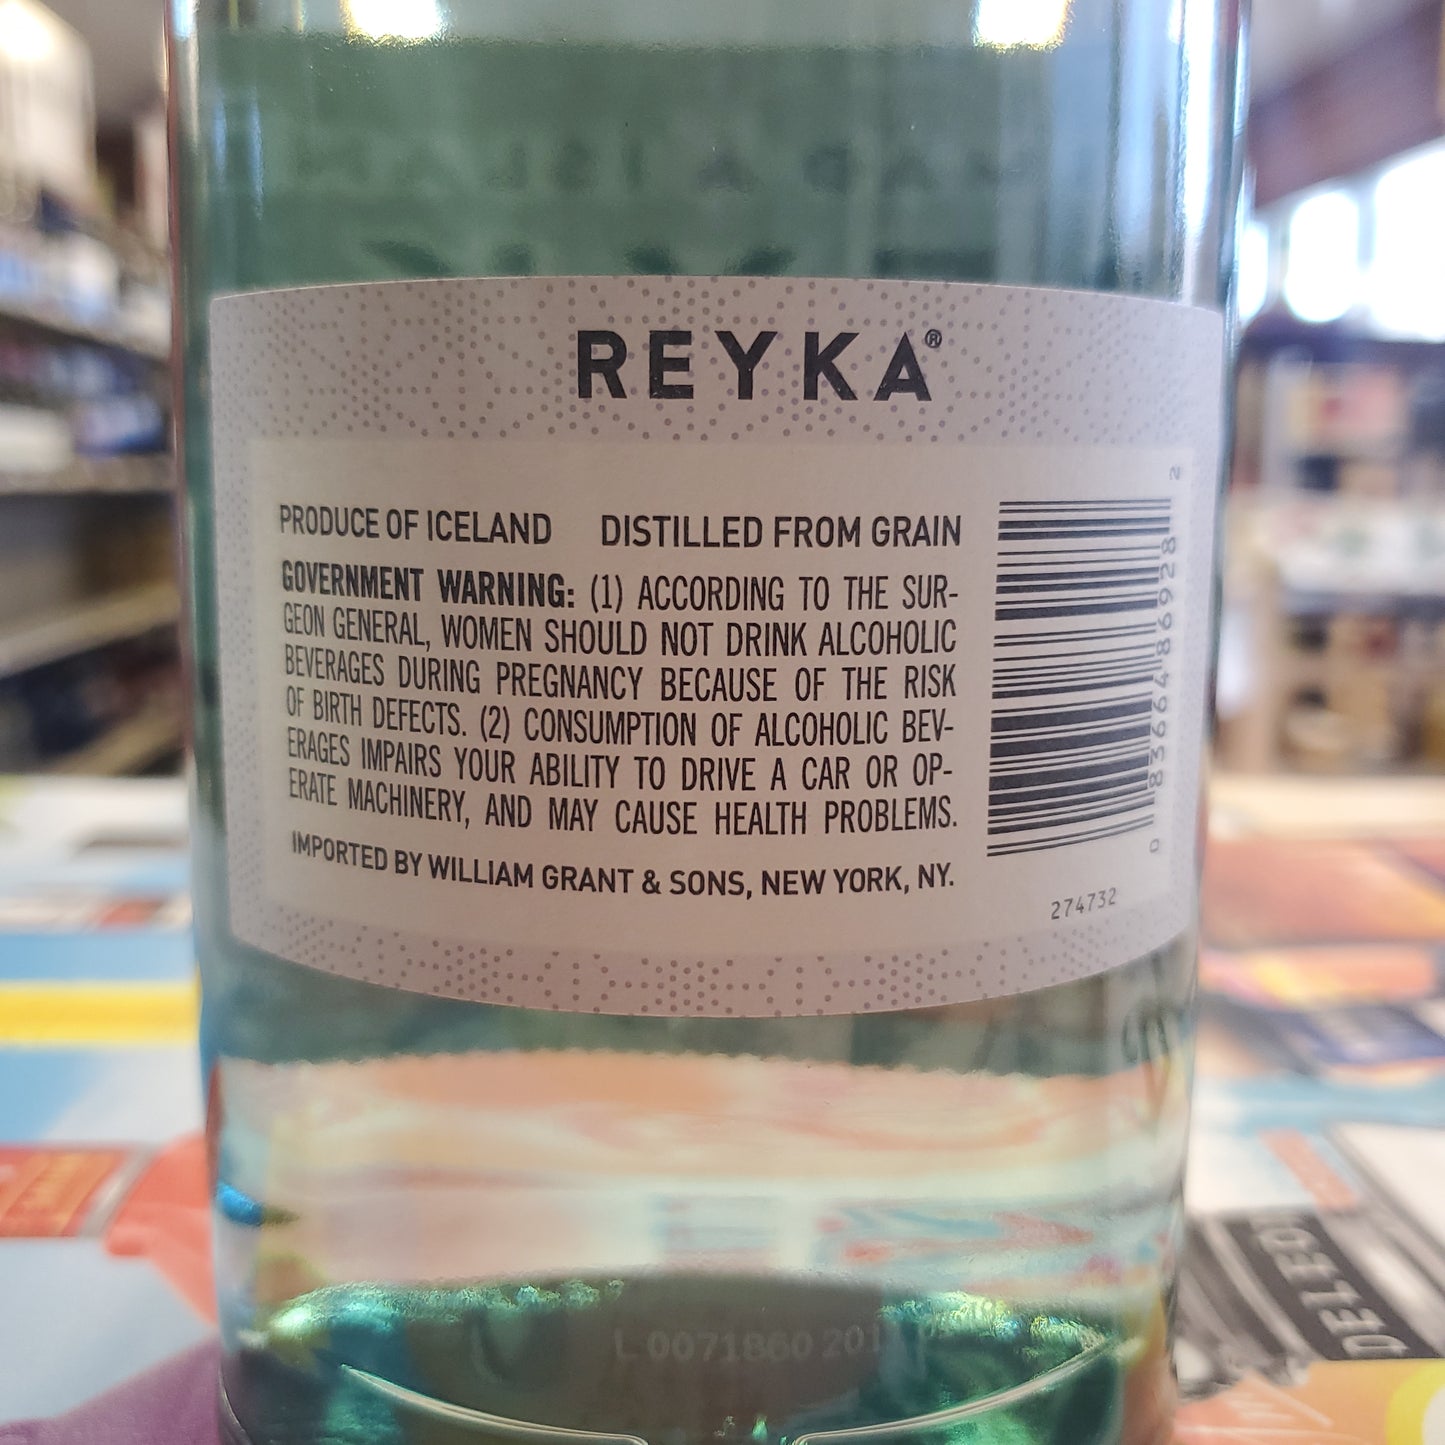 REYKA®
PRODUCE OF ICELAND DISTILLED FROM GRAIN
GOVERNMENT WARNING: (1) ACCORDING TO THE SUR-
GEON GENERAL, WOMEN SHOULD NOT DRINK ALCOHOLIC
BEVERAGES DURING PREGNANCY BECAUSE OF THE RISK
OF BIRTH DEFECTS. (2) CONSUMPTION OF ALCOHOLIC BEV-
ERAGES IMPAIRS YOUR ABILITY TO DRIVE A CAR OR OP-
ERATE MACHINERY, AND MAY CAUSE HEALTH PROBLEMS.
IMPORTED BY WILLIAM GRANT & SONS, NEW YORK, NY.
0 83664 86928 2
274732